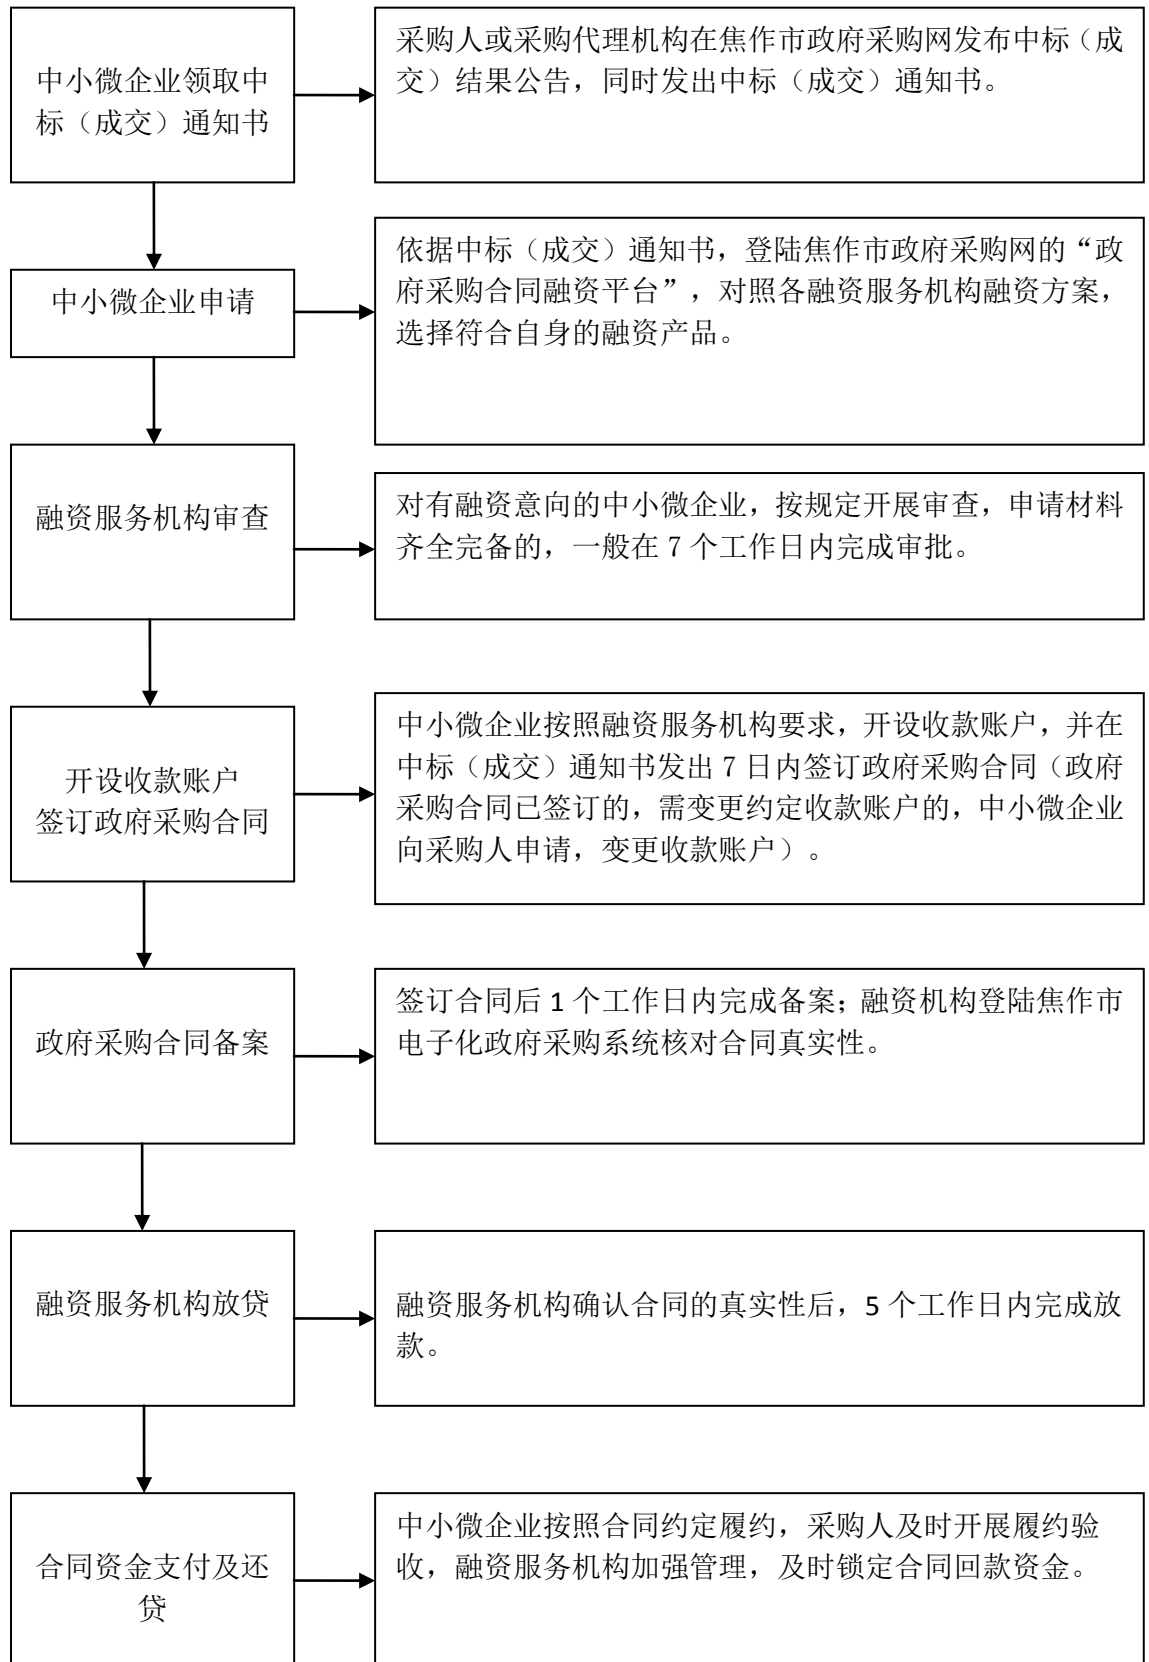 中小微企业领取中
标（成交）通知书
采购人或采购代理机构在焦作市政府采购网发布中标（成
交）结果公告，同时发出中标（成交）通知书。
中小微企业申请
依据中标（成交）通知书，登陆焦作市政府采购网的“政
府采购合同融资平台”，对照各融资服务机构融资方案，
选择符合自身的融资产品。
融资服务机构审查
对有融资意向的中小微企业，按规定开展审查，申请材料
齐全完备的，一般在 7 个工作日内完成审批。
开设收款账户
签订政府采购合同
中小微企业按照融资服务机构要求，开设收款账户，并在
中标（成交）通知书发出 7 日内签订政府采购合同（政府
采购合同已签订的，需变更约定收款账户的，中小微企业
向采购人申请，变更收款账户）。
政府采购合同备案
签订合同后 1 个工作日内完成备案；融资机构登陆焦作市
电子化政府采购系统核对合同真实性。
融资服务机构放贷
融资服务机构确认合同的真实性后，5 个工作日内完成放
款。
合同资金支付及还
贷
中小微企业按照合同约定履约，采购人及时开展履约验
收，融资服务机构加强管理，及时锁定合同回款资金。